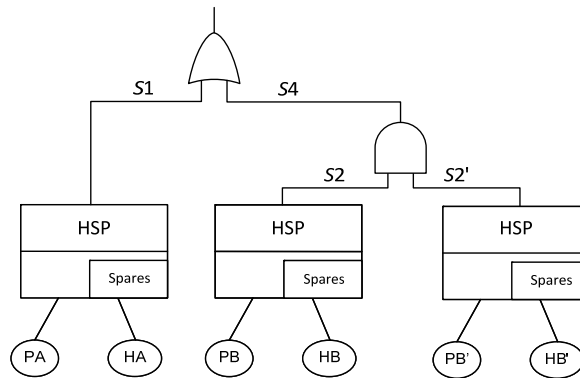 S1 S4
S2 S2'
HSP HSP HSP
Spares Spares Spares
PA HA PB HB PB' HB'